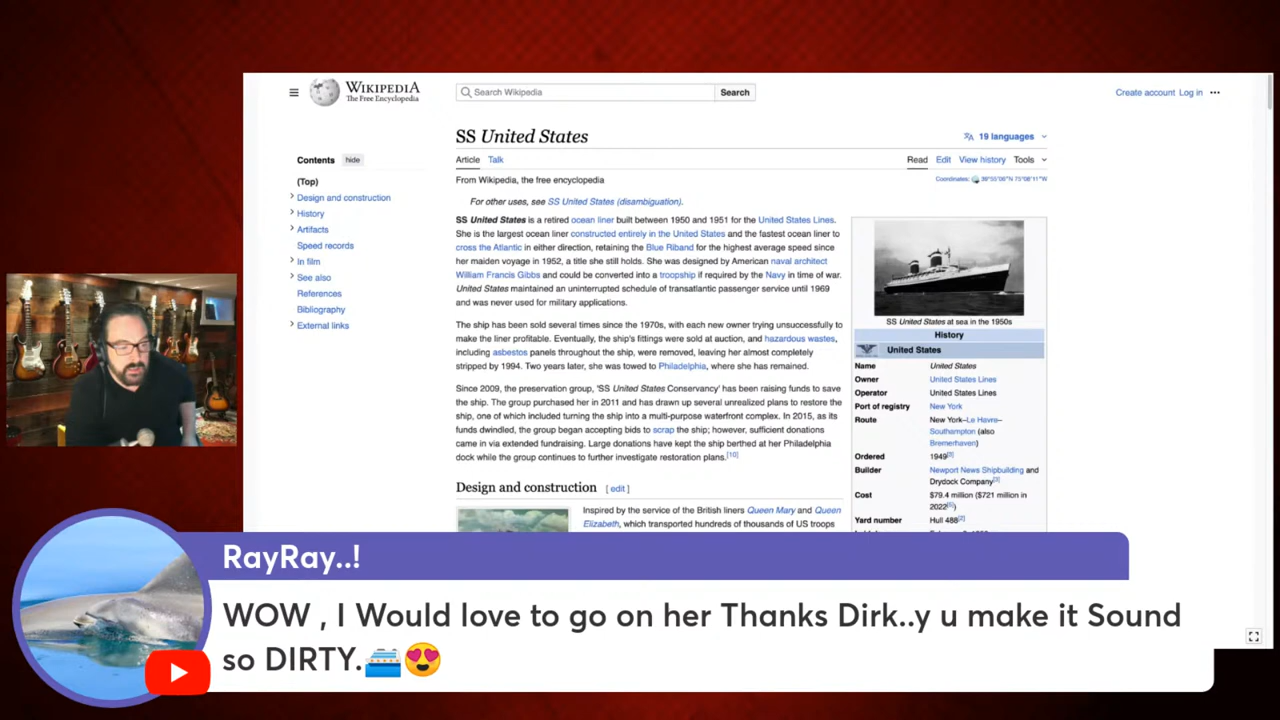 WIKIPEDIA
The Free Encyclopedia
Search Wikipedia
Search
Create account Log in
SS United States
19 languages
Article Talk
Read Edit View history Tools
From Wikipedia, the free encyclopedia
Coordinates:
For other uses, see SS United States (disambiguation).
Contents hide
(Top)
Design and construction
History
Artifacts
Speed records
In film
See also
References
Bibliography
External links
SS United States is a retired ocean liner built between 1950 and 1951 for the United States Lines.
She is the largest ocean liner constructed entirely in the United States and the fastest ocean liner to
cross the Atlantic in either direction, retaining the Blue Riband for the highest average speed since
her maiden voyage in 1952, a title she still holds. She was designed by American naval architect
William Francis Gibbs and could be converted into a troopship if required by the Navy in time of war.
United States maintained an uninterrupted schedule of transatlantic passenger service until 1969
and was never used for military applications.
The ship has been sold several times since the 1970s, with each new owner trying unsuccessfully to
make the liner profitable. Eventually, the ship's fittings were sold at auction, and hazardous wastes,
including asbestos panels throughout the ship, were removed, leaving her almost completely
stripped by 1994. Two years later, she was towed to Philadelphia, where she has remained.
Since 2009, the preservation group, 'SS United States Conservancy' has been raising funds to save
the ship. The group purchased her in 2011 and has drawn up several unrealized plans to restore the
ship, one of which included turning the ship into a multi-purpose waterfront complex. In 2015, as its
funds dwindled, the group began accepting bids to scrap the ship; however, sufficient donations
came in via extended fundraising. Large donations have kept the ship berthed at her Philadelphia
dock while the group continues to further investigate restoration plans.[10]
Design and construction [ edit ]
Inspired by the service of the British liners Queen Mary and Queen
Elizabeth, which transported hundreds of thousands of US troops
SS United States at sea in the 1950s
History
United States
Name United States
Owner United States Lines
Operator United States Lines
Port of registry New York
Route New York–Le Havre–
Southampton (also
Bremerhaven)
Ordered 1949[3]
Builder Newport News Shipbuilding and
Drydock Company[3]
Cost $79.4 million ($721 million in
2022[5])
Yard number Hull 488[2]
RayRay..!
WOW , I Would love to go on her Thanks Dirk..y u make it Sound
so DIRTY.🚢😍